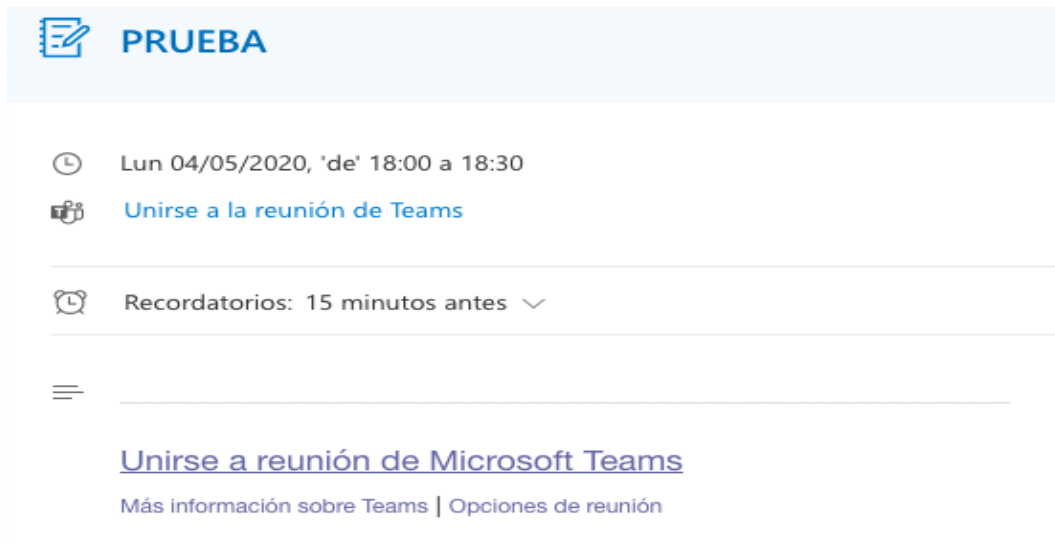 PRUEBA
Lun 04/05/2020, 'de' 18:00 a 18:30
Unirse a la reunión de Teams
Recordatorios: 15 minutos antes
Unirse a reunión de Microsoft Teams
Más información sobre Teams | Opciones de reunión